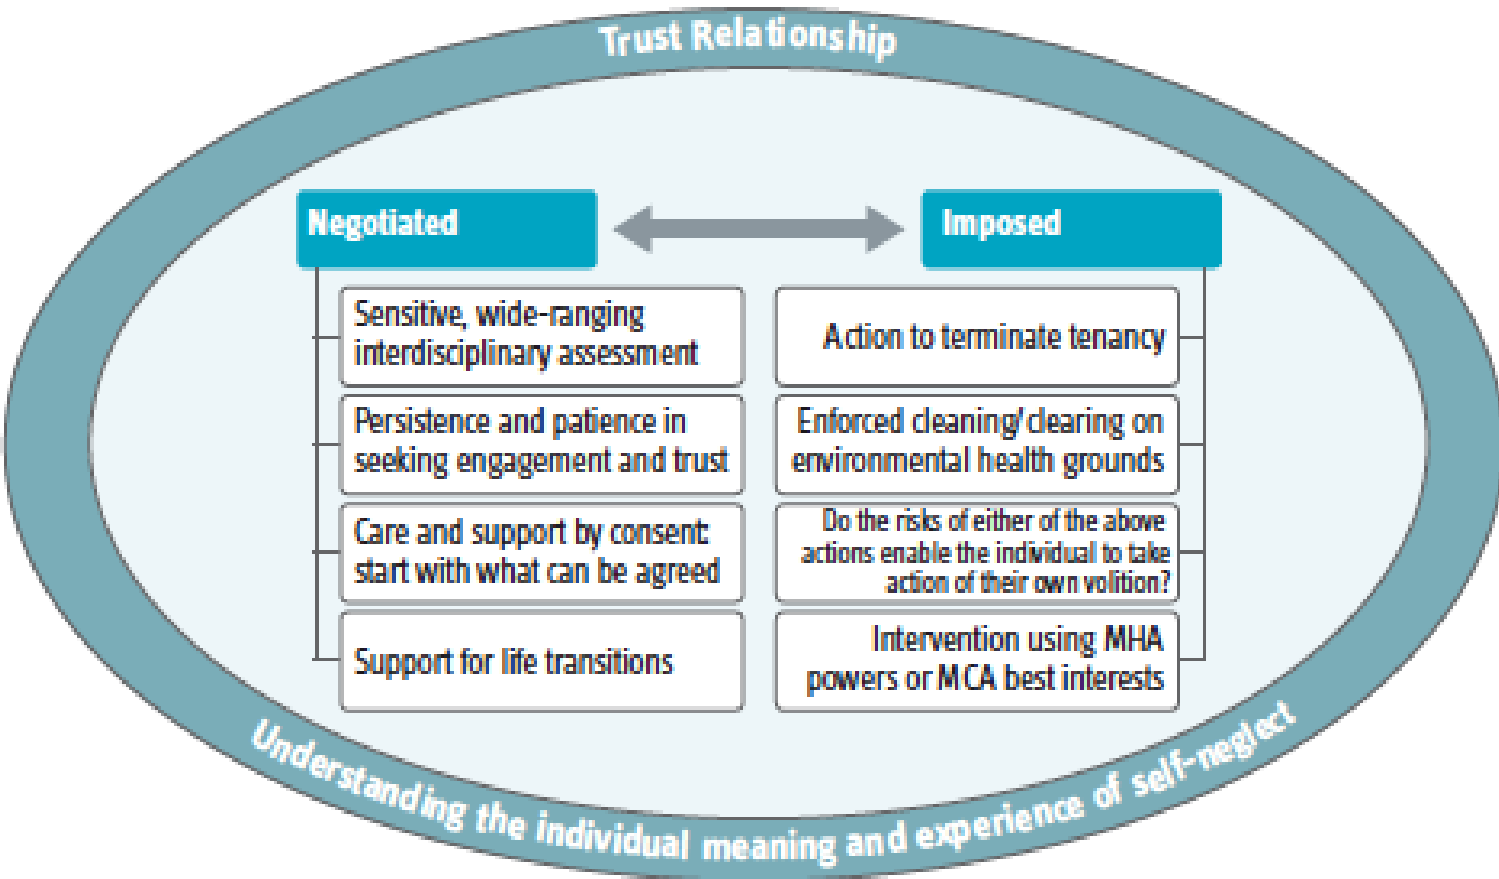 Trust Relationship
Negotiated
Imposed
Sensitive, wide-ranging
interdisciplinary assessment
Persistence and patience in
seeking engagement and trust
Care and support by consent:
start with what can be agreed
Support for life transitions
Action to terminate tenancy
Enforced cleaning/clearing on
environmental health grounds
Do the risks of either of the above
actions enable the individual to take
action of their own volition?
Intervention using MHA
powers or MCA best interests
Understanding the individual meaning and experience of self-neglect